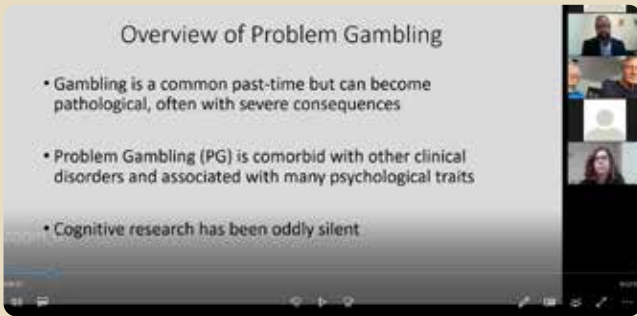 Overview of Problem Gambling
• Gambling is a common past-time but can become
pathological, often with severe consequences
• Problem Gambling (PG) is comorbid with other clinical
disorders and associated with many psychological traits
• Cognitive research has been oddly silent